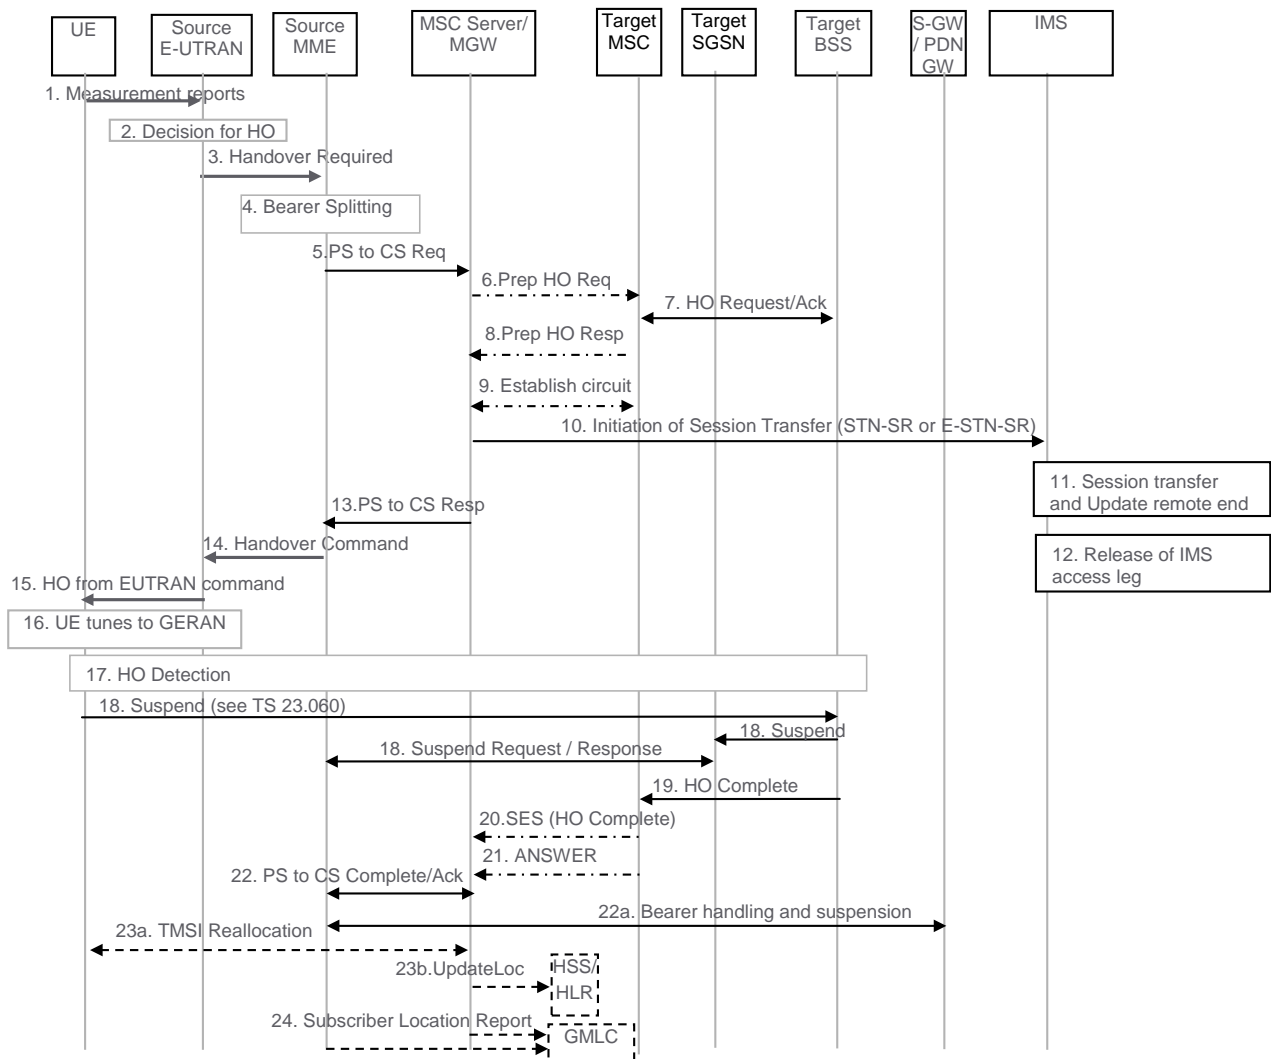 UE
Source
E-UTRAN
Source
MME
MSC Server/
MGW
Target
MSC
Target
SGSN
Target
BSS
S-GW
/ PDN
GW
IMS
1. Measurement reports
2. Decision for HO
3. Handover Required
4. Bearer Splitting
5.PS to CS Req
6.Prep HO Req
7. HO Request/Ack
8.Prep HO Resp
9. Establish circuit
10. Initiation of Session Transfer (STN-SR or E-STN-SR)
11. Session transfer
and Update remote end
13.PS to CS Resp
14. Handover Command
12. Release of IMS
access leg
15. HO from EUTRAN command
16. UE tunes to GERAN
17. HO Detection
18. Suspend (see TS 23.060)
18. Suspend
18. Suspend Request / Response
19. HO Complete
20.SES (HO Complete)
21. ANSWER
22. PS to CS Complete/Ack
22a. Bearer handling and suspension
23a. TMSI Reallocation
23b.UpdateLoc
HSS/
HLR
24. Subscriber Location Report
GMLC